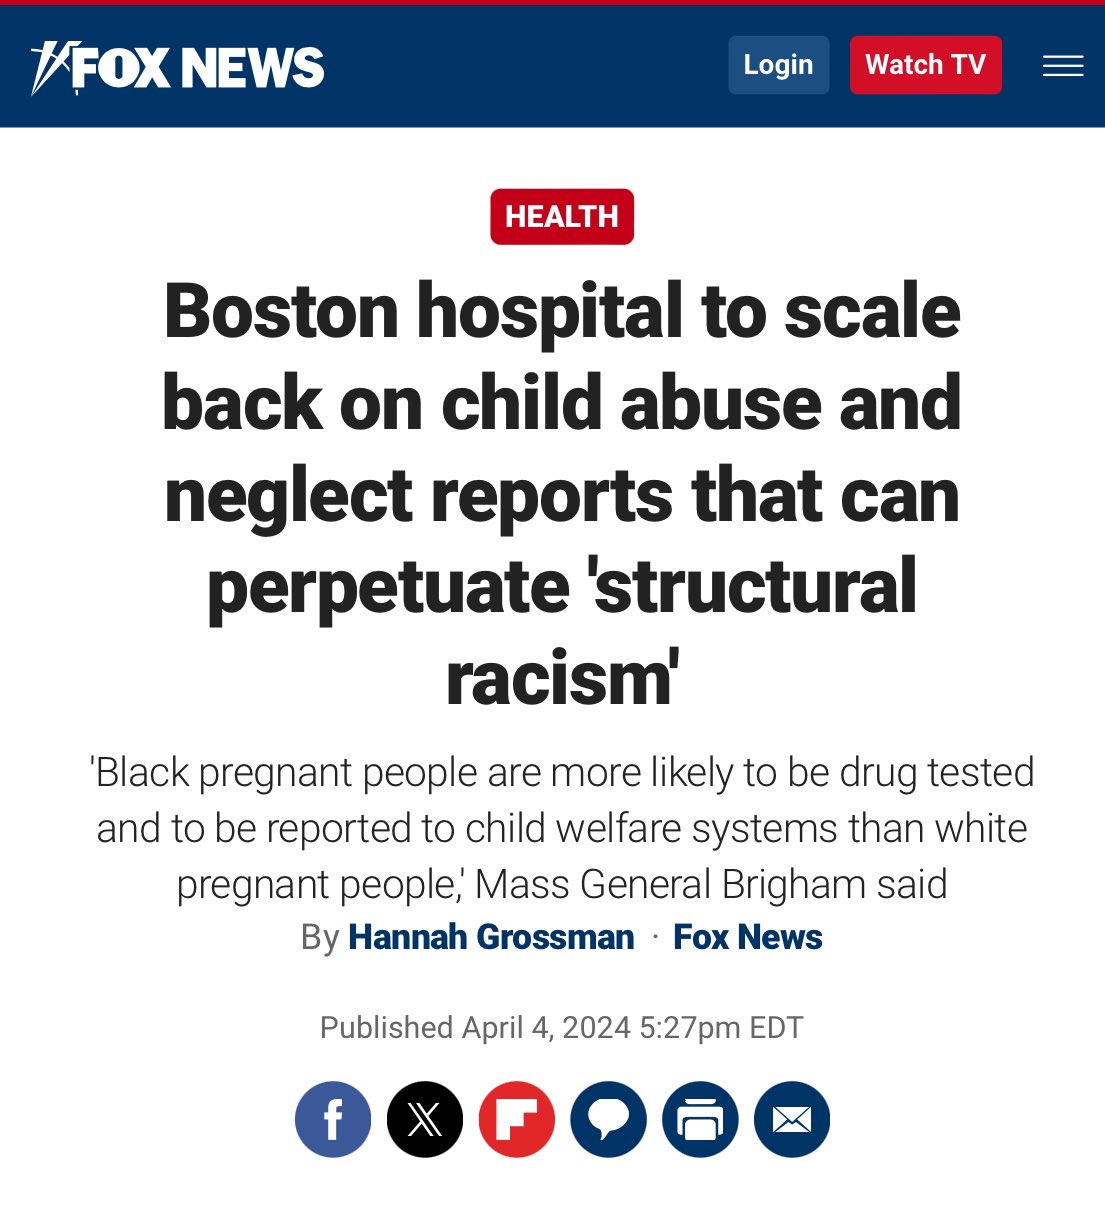 FOX NEWS
Login
Watch TV
HEALTH
Boston hospital to scale
back on child abuse and
neglect reports that can
perpetuate 'structural
racism'
'Black pregnant people are more likely to be drug tested
and to be reported to child welfare systems than white
pregnant people,' Mass General Brigham said
By Hannah Grossman · Fox News
Published April 4, 2024 5:27pm EDT